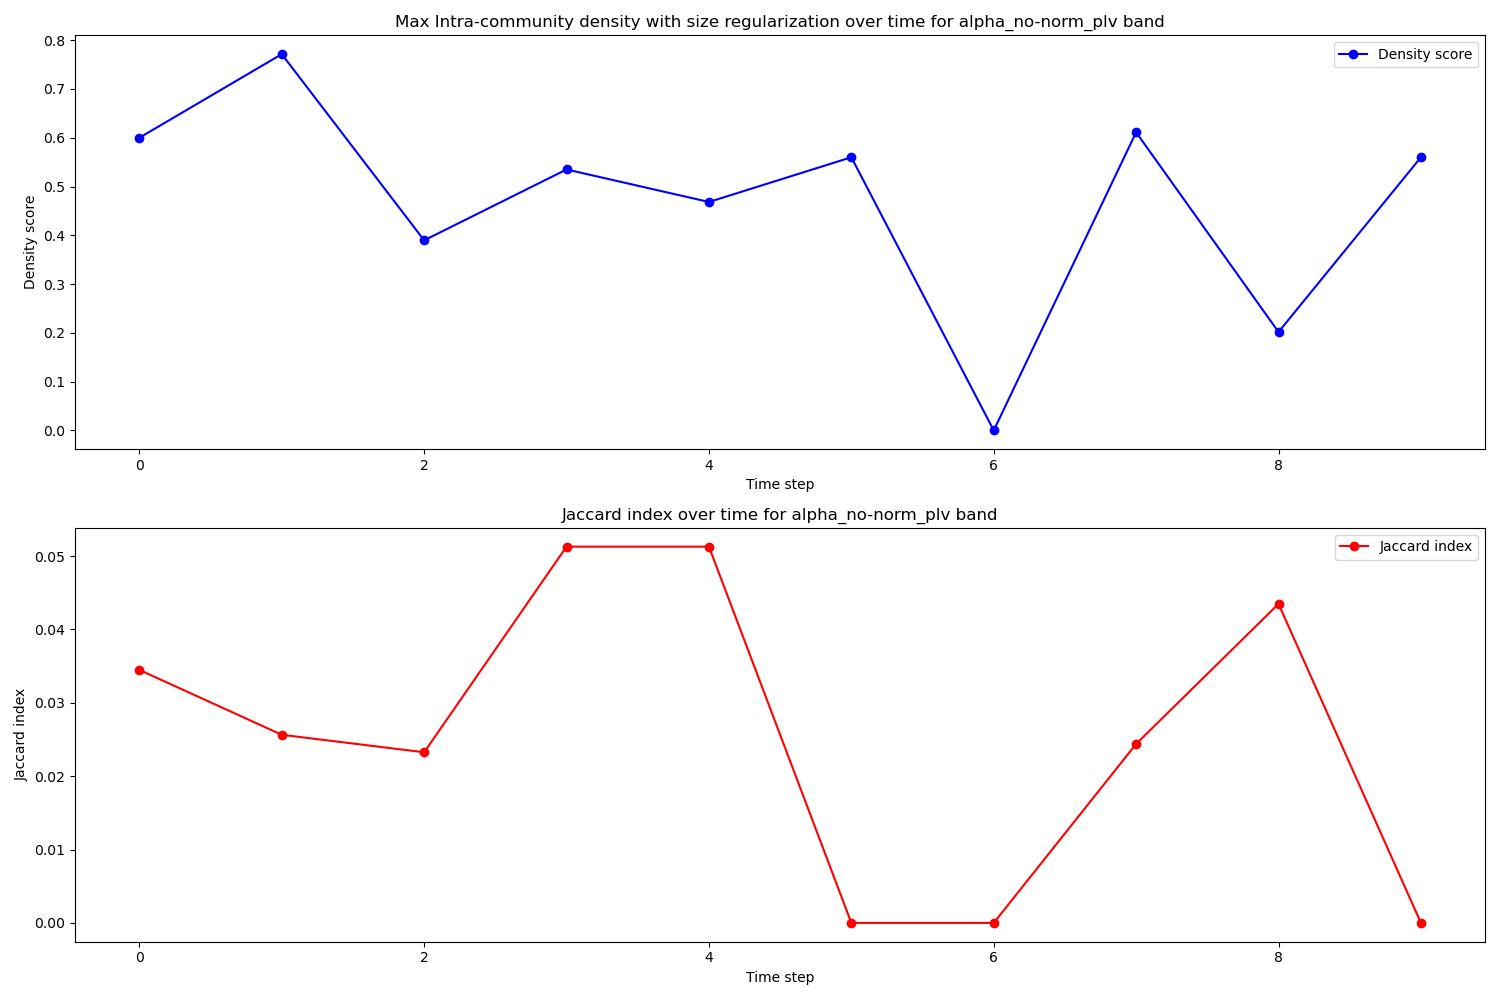 Max Intra-community density with size regularization over time for alpha_no-norm_plv band
Density score
0.8
0.7
0.6
0.5
0.4
0.3
0.2
0.1
0.0
Density score
0 2 4 6 8
Time step
Jaccard index over time for alpha_no-norm_plv band
Jaccard index
0.05
0.04
0.03
0.02
0.01
0.00
Jaccard index
0 2 4 6 8
Time step